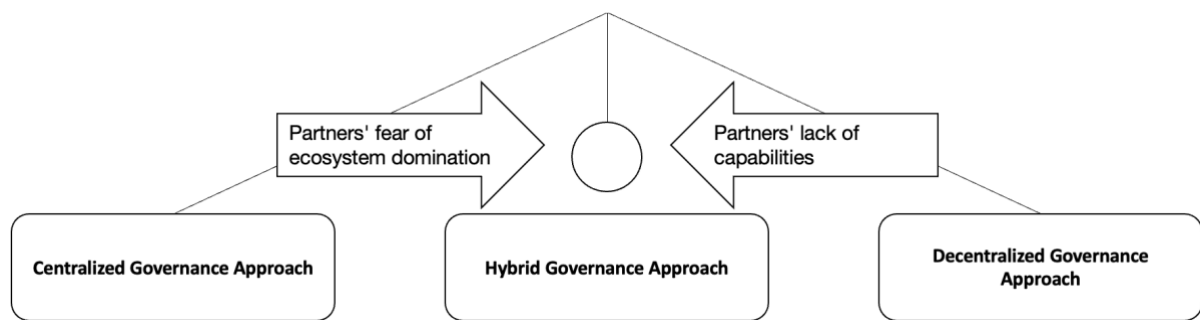 Partners' fear of
ecosystem domination
Partners' lack of
capabilities
Centralized Governance Approach
Hybrid Governance Approach
Decentralized Governance
Approach